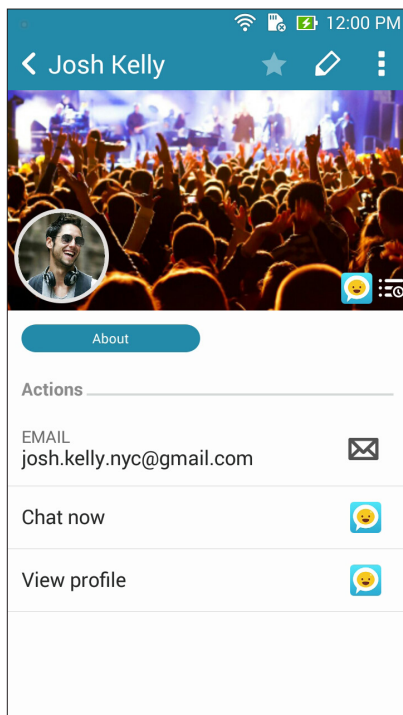 12:00 PM
Josh Kelly
About
Actions
EMAIL
josh.kelly.nyc@gmail.com
Chat now
View profile